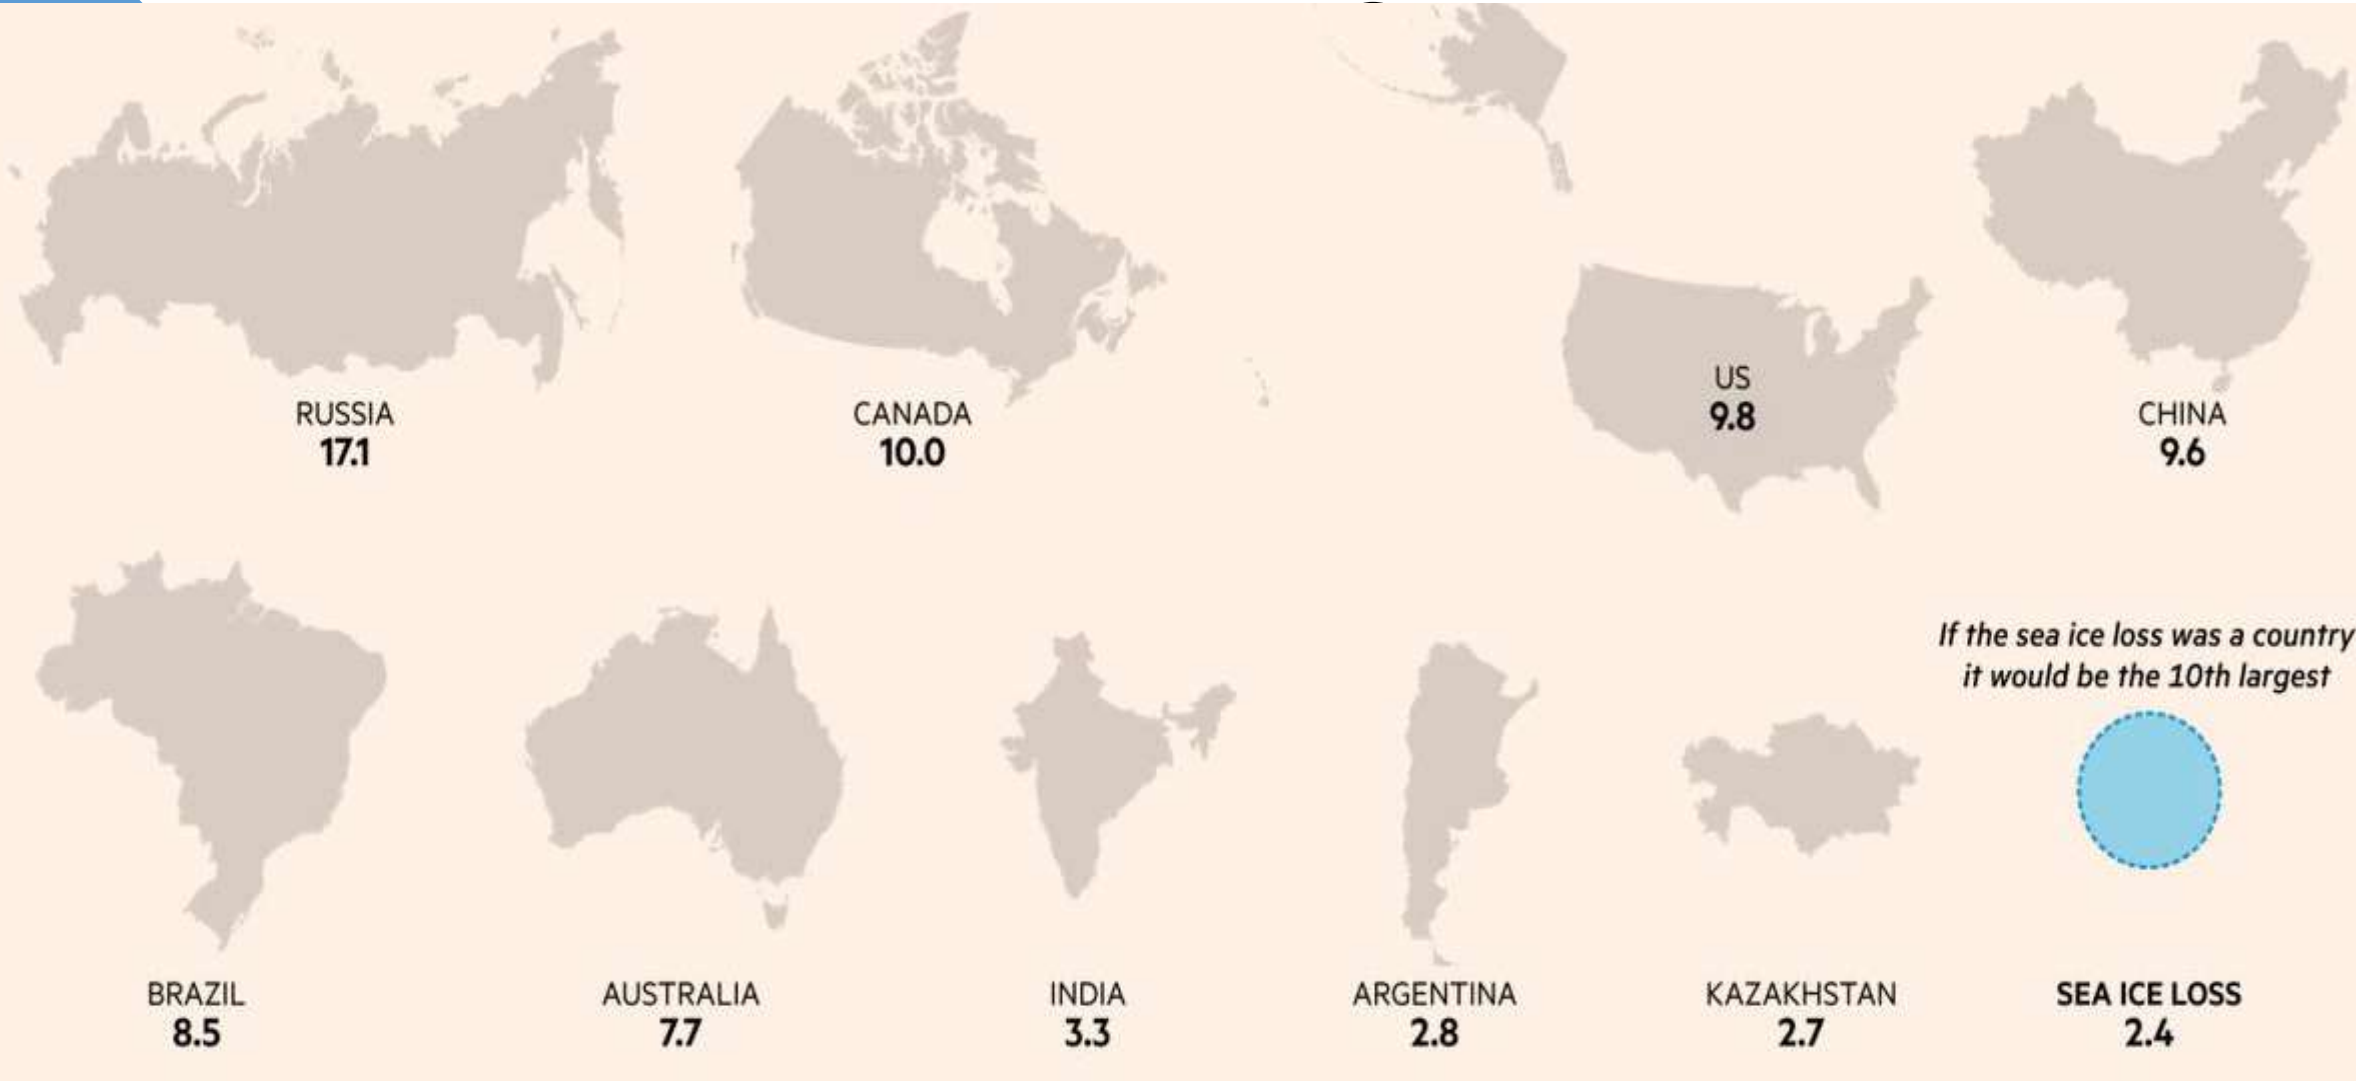 RUSSIA
17.1
CANADA
10.0
US
9.8
CHINA
9.6
If the sea ice loss was a country
it would be the 10th largest
BRAZIL
8.5
AUSTRALIA
7.7
INDIA
3.3
ARGENTINA
2.8
KAZAKHSTAN
2.7
SEA ICE LOSS
2.4